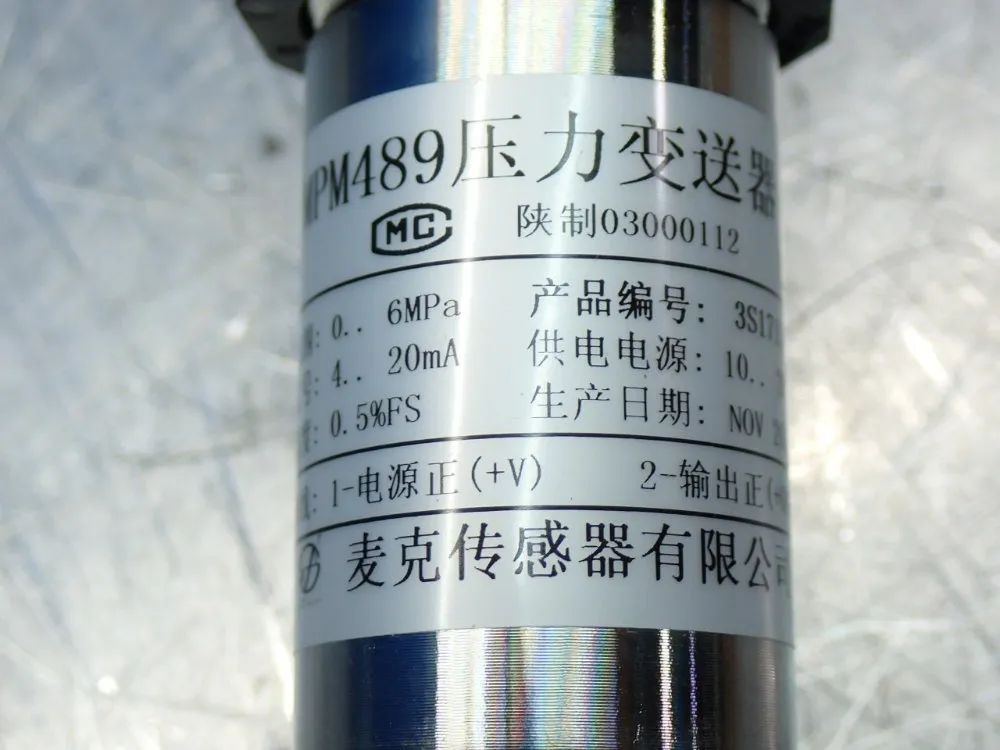 MPM489压力变送器
MC 陕制03000112
: 0.. 6MPa 产品编号: 3S17
: 4.. 20mA 供电电源: 10..
: 0.5%FS 生产日期: NOV
: 1-电源正(+V) 2-输出正(
麦克传感器有限公司